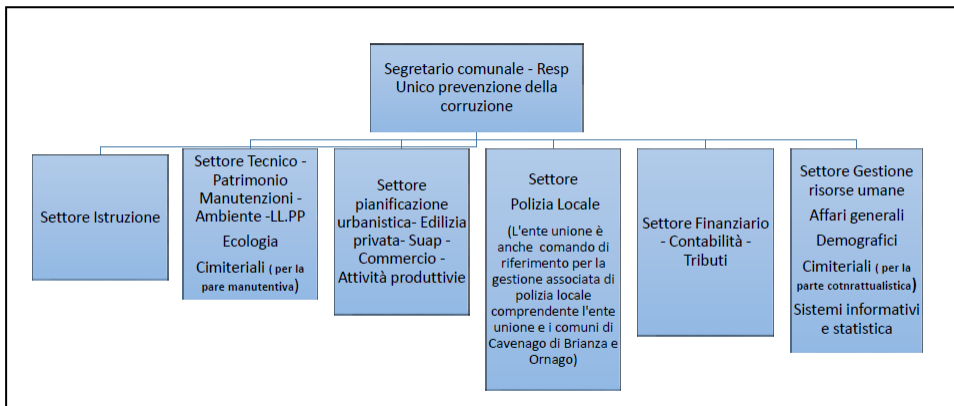 Segretario comunale - Resp
Unico prevenzione della
corruzione
Settore Istruzione
Settore Tecnico -
Patrimonio
Manutenzioni -
Ambiente -LL.PP
Ecologia
Cimiteriali ( per la
pare manutentiva)
Settore
pianificazione
urbanistica- Edilizia
privata- Suap -
Commercio -
Attività produttivie
Settore
Polizia Locale
(L'ente unione è
anche comando di
riferimento per la
gestione associata di
polizia locale
comprendente l'ente
unione e i comuni di
Cavenago di Brianza e
Ornago)
Settore Finanziario
- Contabilità -
Tributi
Settore Gestione
risorse umane
Affari generali
Demografici
Cimiteriali ( per la
parte cotnrattualistica)
Sistemi informativi
e statistica